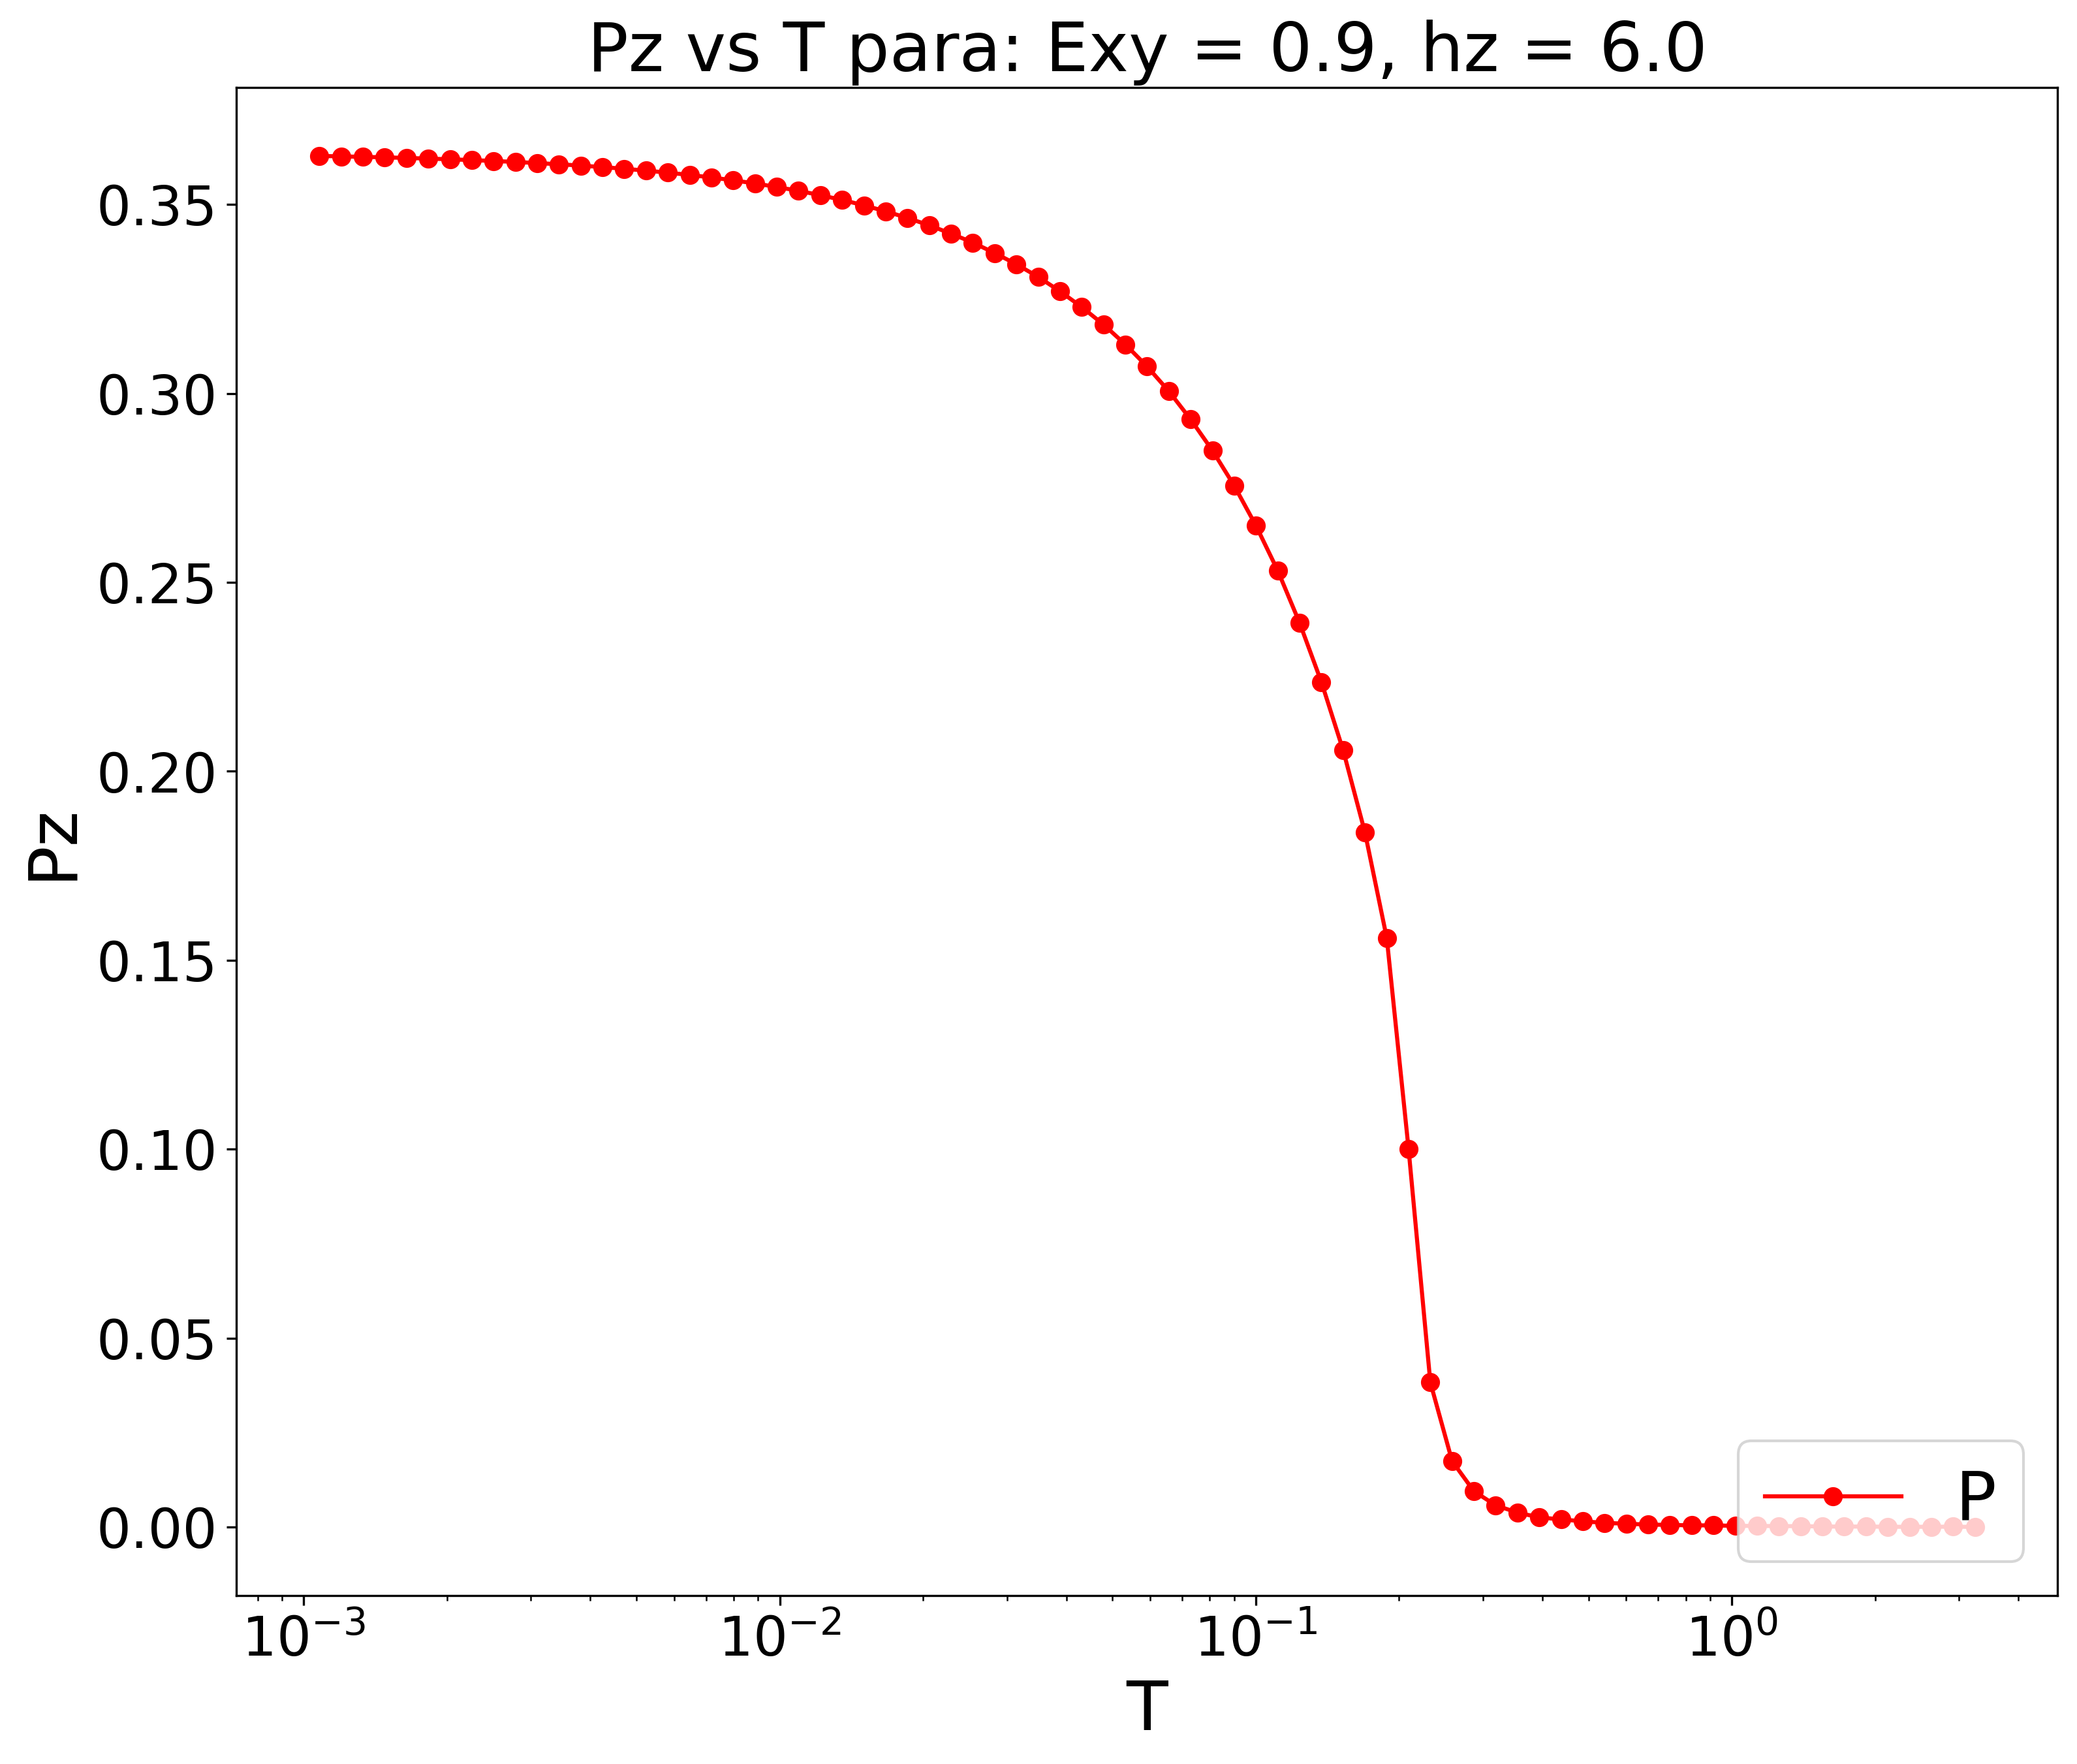 Pz vs T para: Exy = 0.9, hz = 6.0
0.35
0.30
0.25
0.20
0.15
0.10
0.05
0.00
Pz
P
10⁻³ 10⁻² 10⁻¹ 10⁰
T